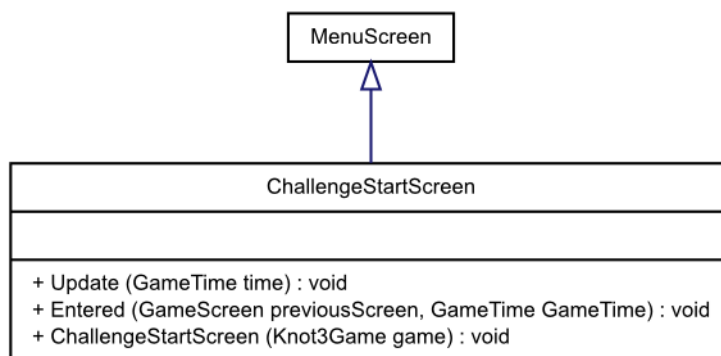 MenuScreen
ChallengeStartScreen
+ Update (GameTime time) : void
+ Entered (GameScreen previousScreen, GameTime GameTime) : void
+ ChallengeStartScreen (Knot3Game game) : void